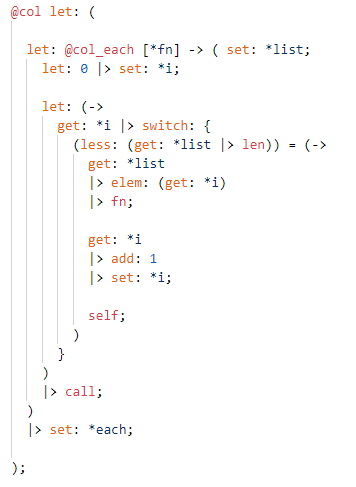 @col let: (
let: @col_each [*fn] -> ( set: *list;
let: 0 |> set: *i;
let: (->
get: *i |> switch: {
(less: (get: *list |> len)) = (->
get: *list
|> elem: (get: *i)
|> fn;
get: *i
|> add: 1
|> set: *i;
self;
)
}
)
|> call;
)
|> set: *each;
);